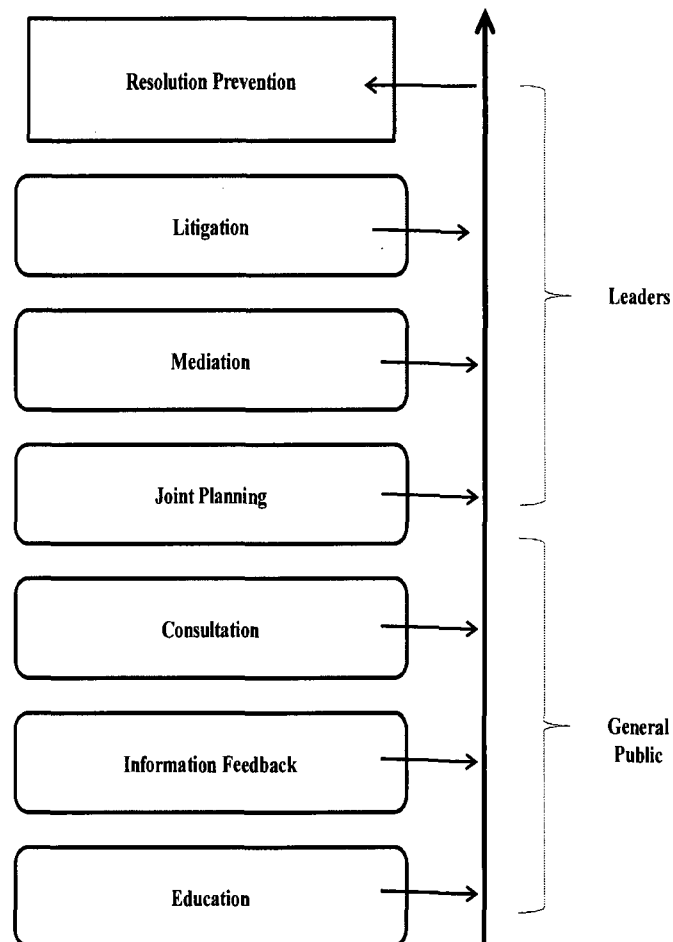 Resolution Prevention
Litigation
Leaders
Mediation
Joint Planning
Consultation
General
Public
Information Feedback
Education